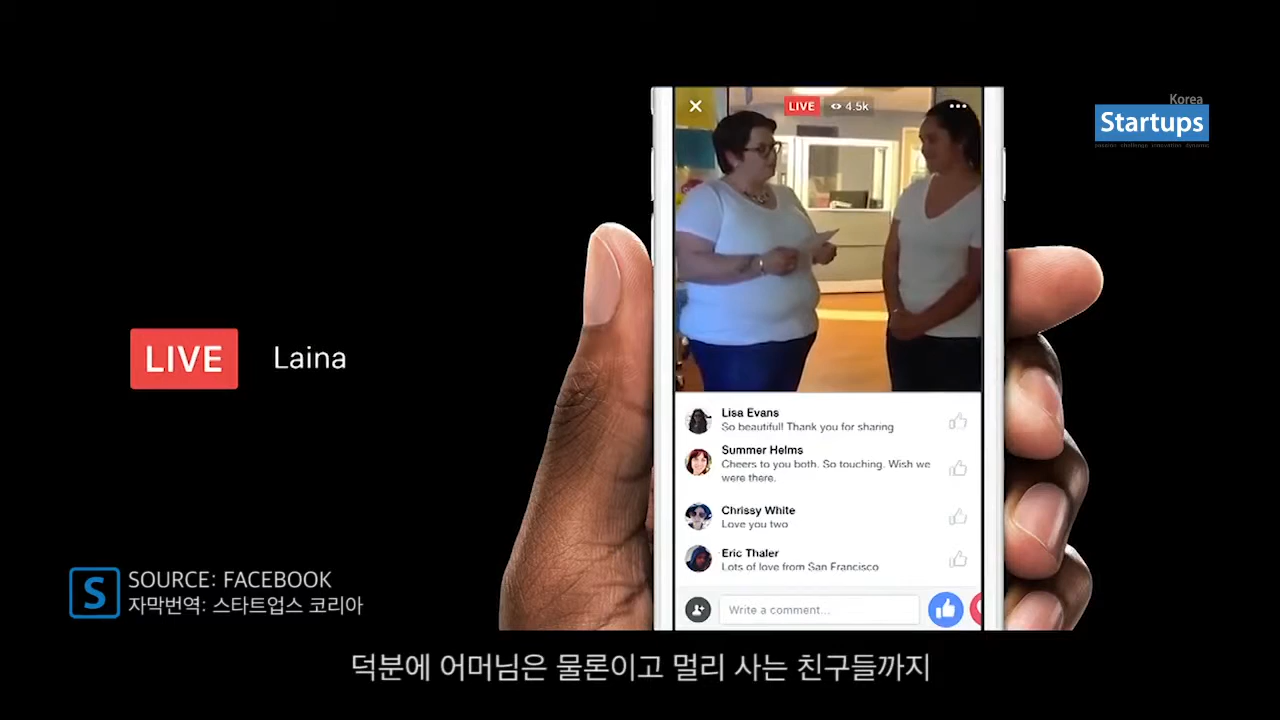 Korea
Startups
LIVE 4.5k
LIVE Laina
Lisa Evans
So beautiful! Thank you for sharing
Summer Helms
Cheers to you both. So touching. Wish we
were there.
Chrissy White
Love you two
Eric Thaler
Lots of love from San Francisco
Write a comment...
S
SOURCE: FACEBOOK
자막번역: 스타트업스 코리아
덕분에 어머님은 물론이고 멀리 사는 친구들까지